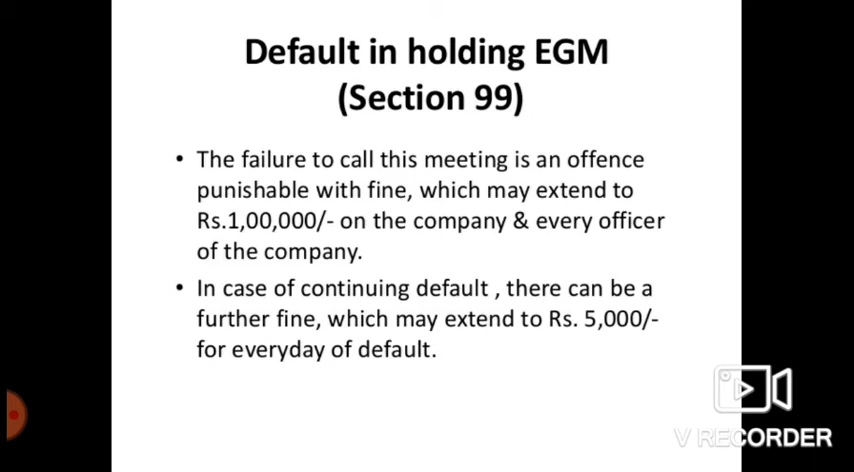 Default in holding EGM
(Section 99)
• The failure to call this meeting is an offence
punishable with fine, which may extend to
Rs.1,00,000/- on the company & every officer
of the company.
• In case of continuing default , there can be a
further fine, which may extend to Rs. 5,000/-
for everyday of default.
V RECORDER